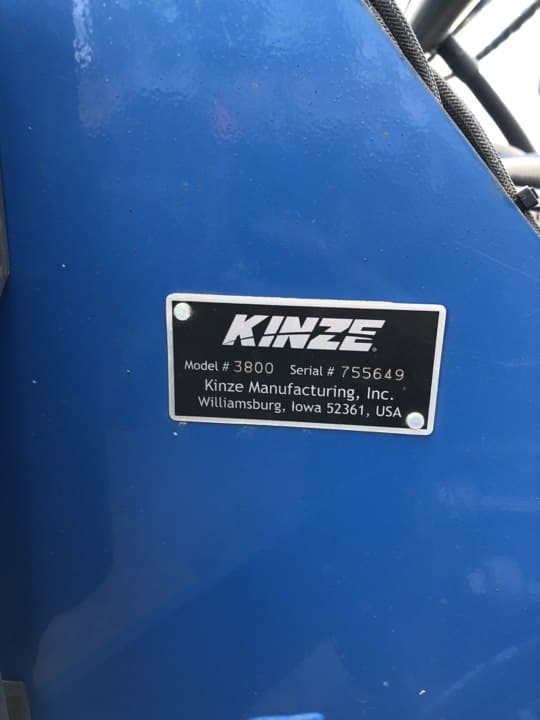 KINZE
Model # 3800 Serial # 755649
Kinze Manufacturing, Inc.
Williamsburg, Iowa 52361, USA